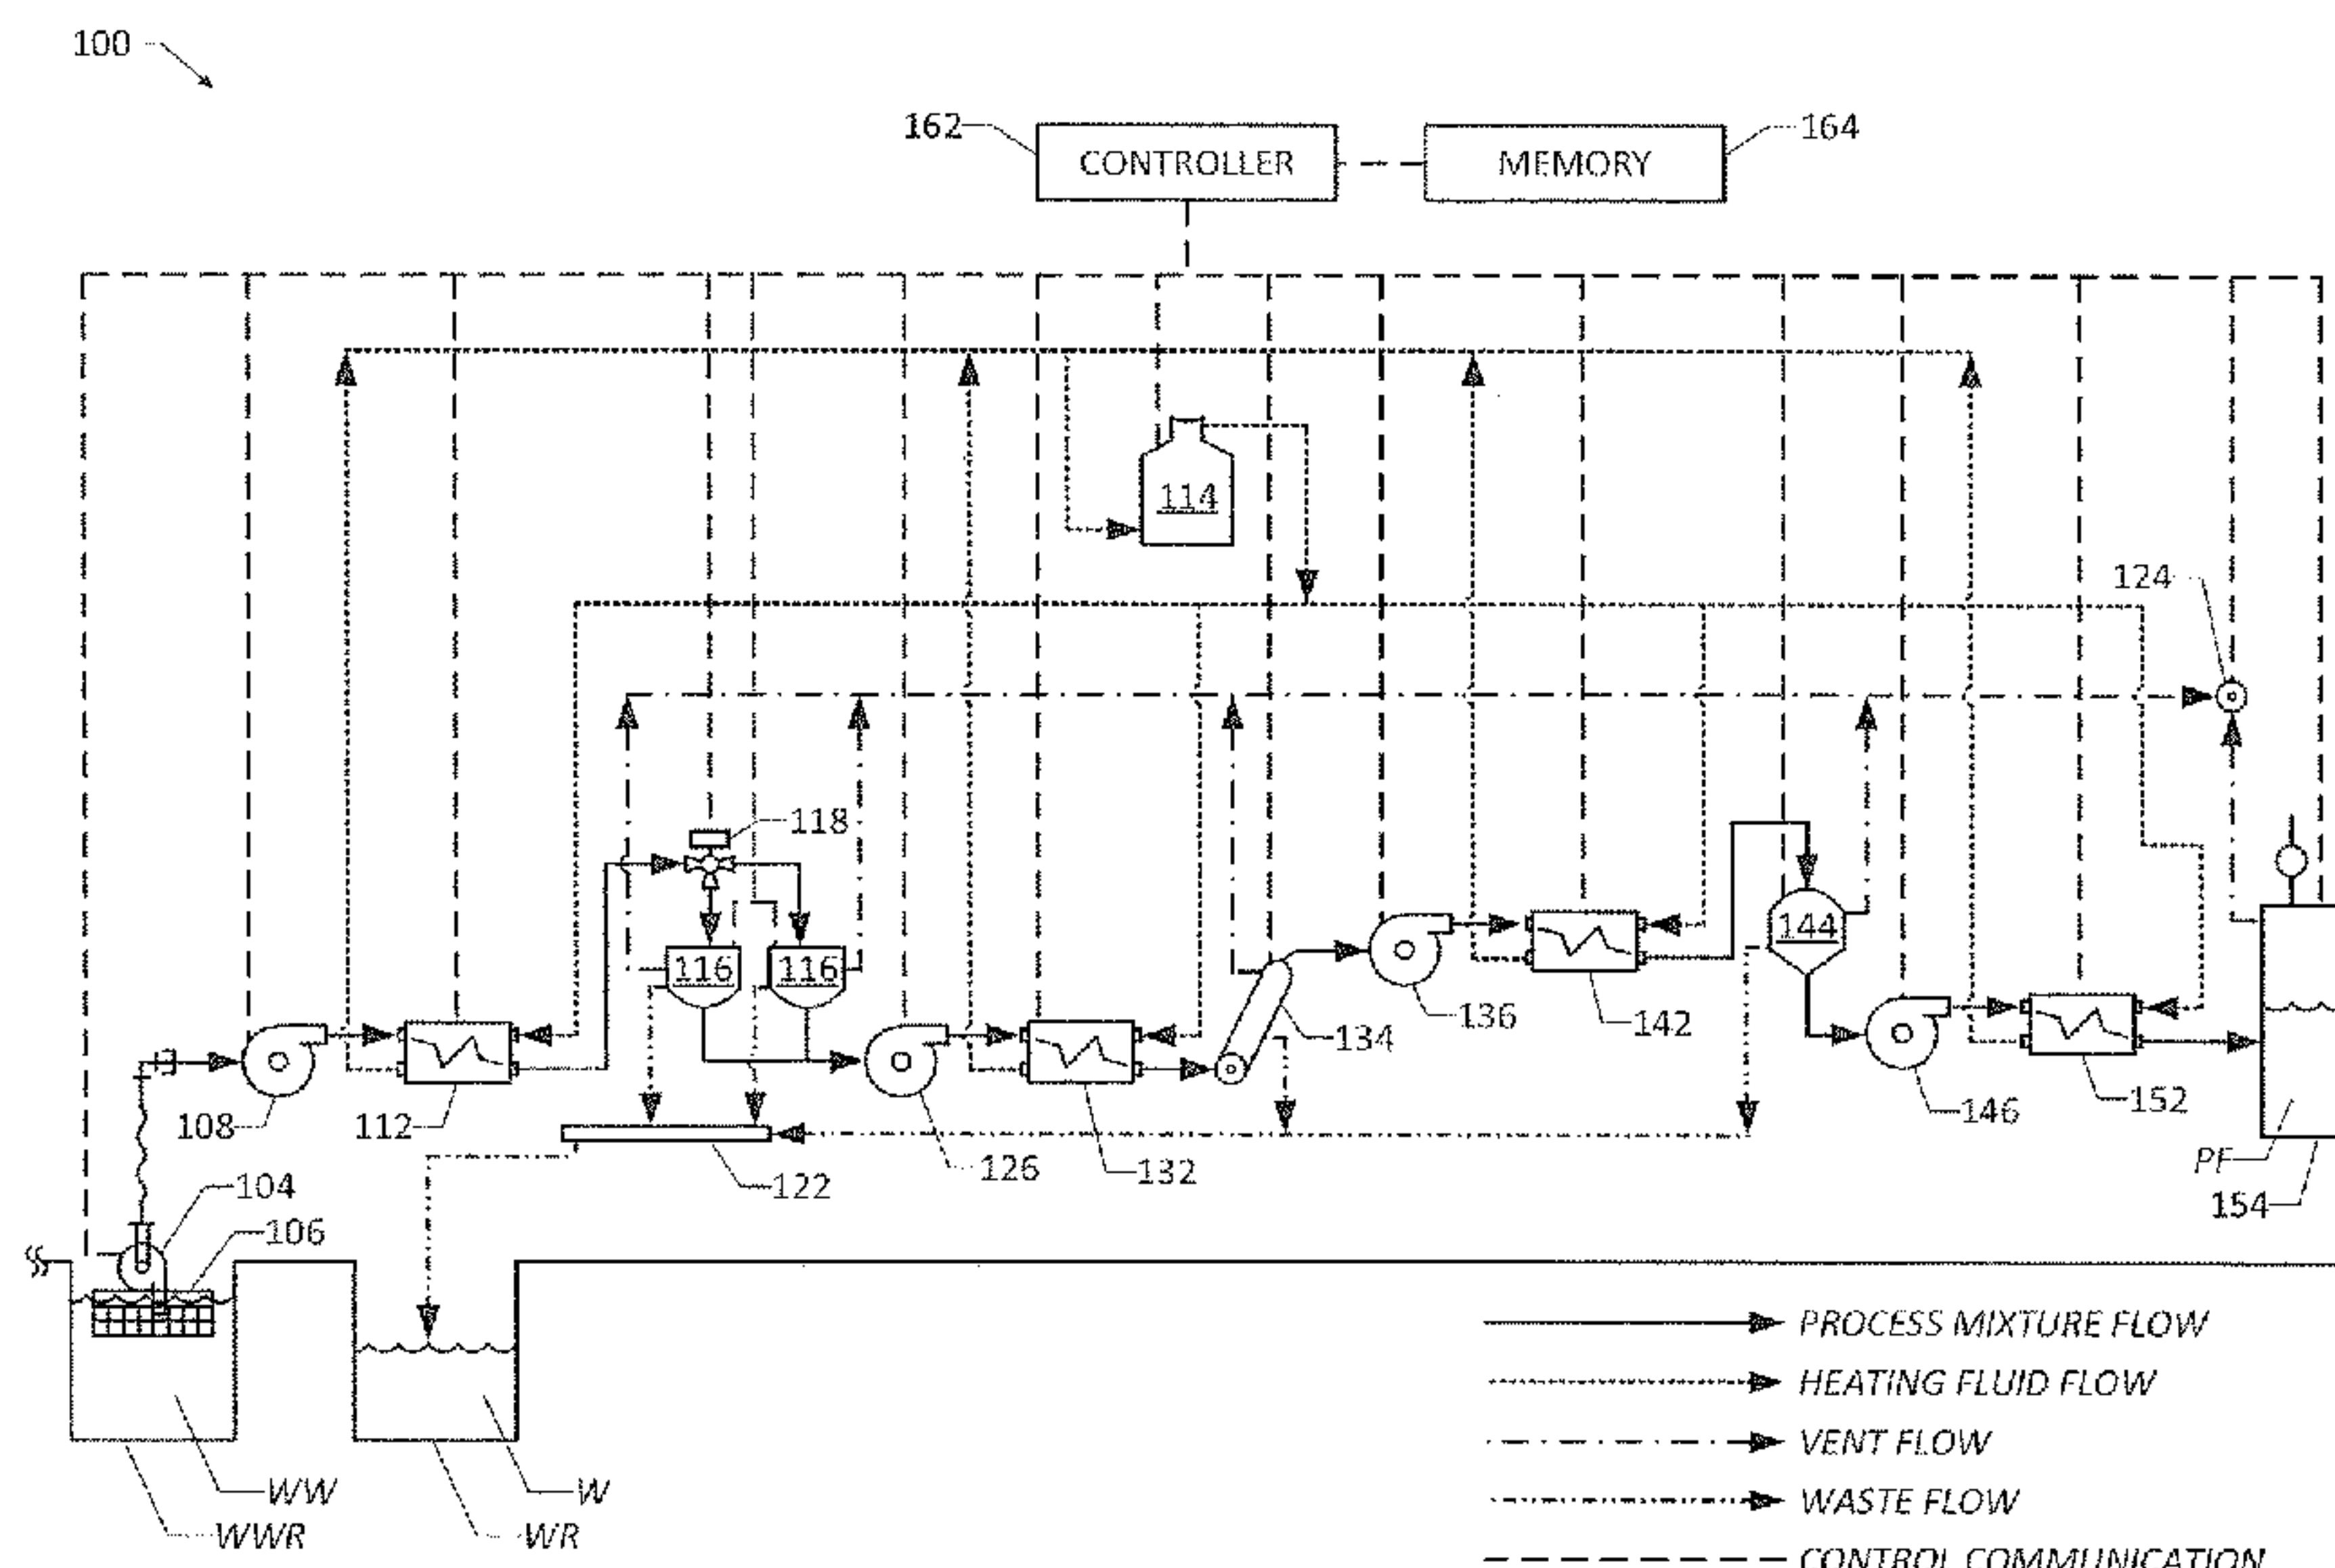 100
162
CONTROLLER
MEMORY
164
114
124
118
116
116
144
108
112
122
126
132
134
136
142
146
152
PF
154
104
106
WW
WWR
W
WR
PROCESS MIXTURE FLOW
HEATING FLUID FLOW
VENT FLOW
WASTE FLOW
CONTROL COMMUNICATION